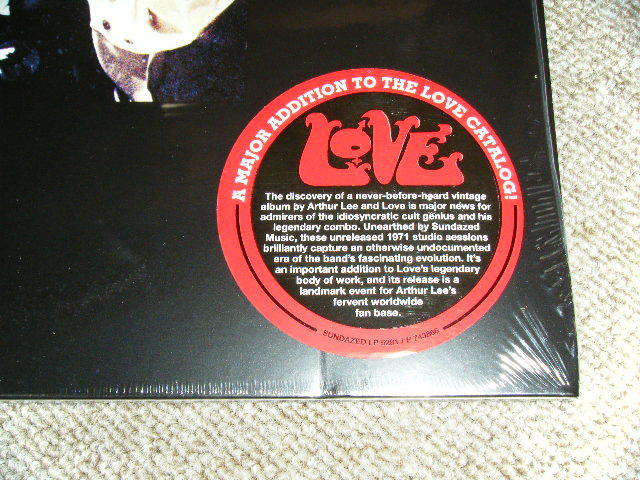 A MAJOR ADDITION TO THE LOVE CATALOG!
LOVE
The discovery of a never-before-heard vintage
album by Arthur Lee and Love is major news for
admirers of the idiosyncratic cult genius and his
legendary combo. Unearthed by Sundazed
Music, these unreleased 1971 studio sessions
brilliantly capture an otherwise undocumented
era of the band's fascinating evolution. It's
an important addition to Love's legendary
body of work, and its release is a
landmark event for Arthur Lee's
fervent worldwide
fan base.
SUNDAZED LP